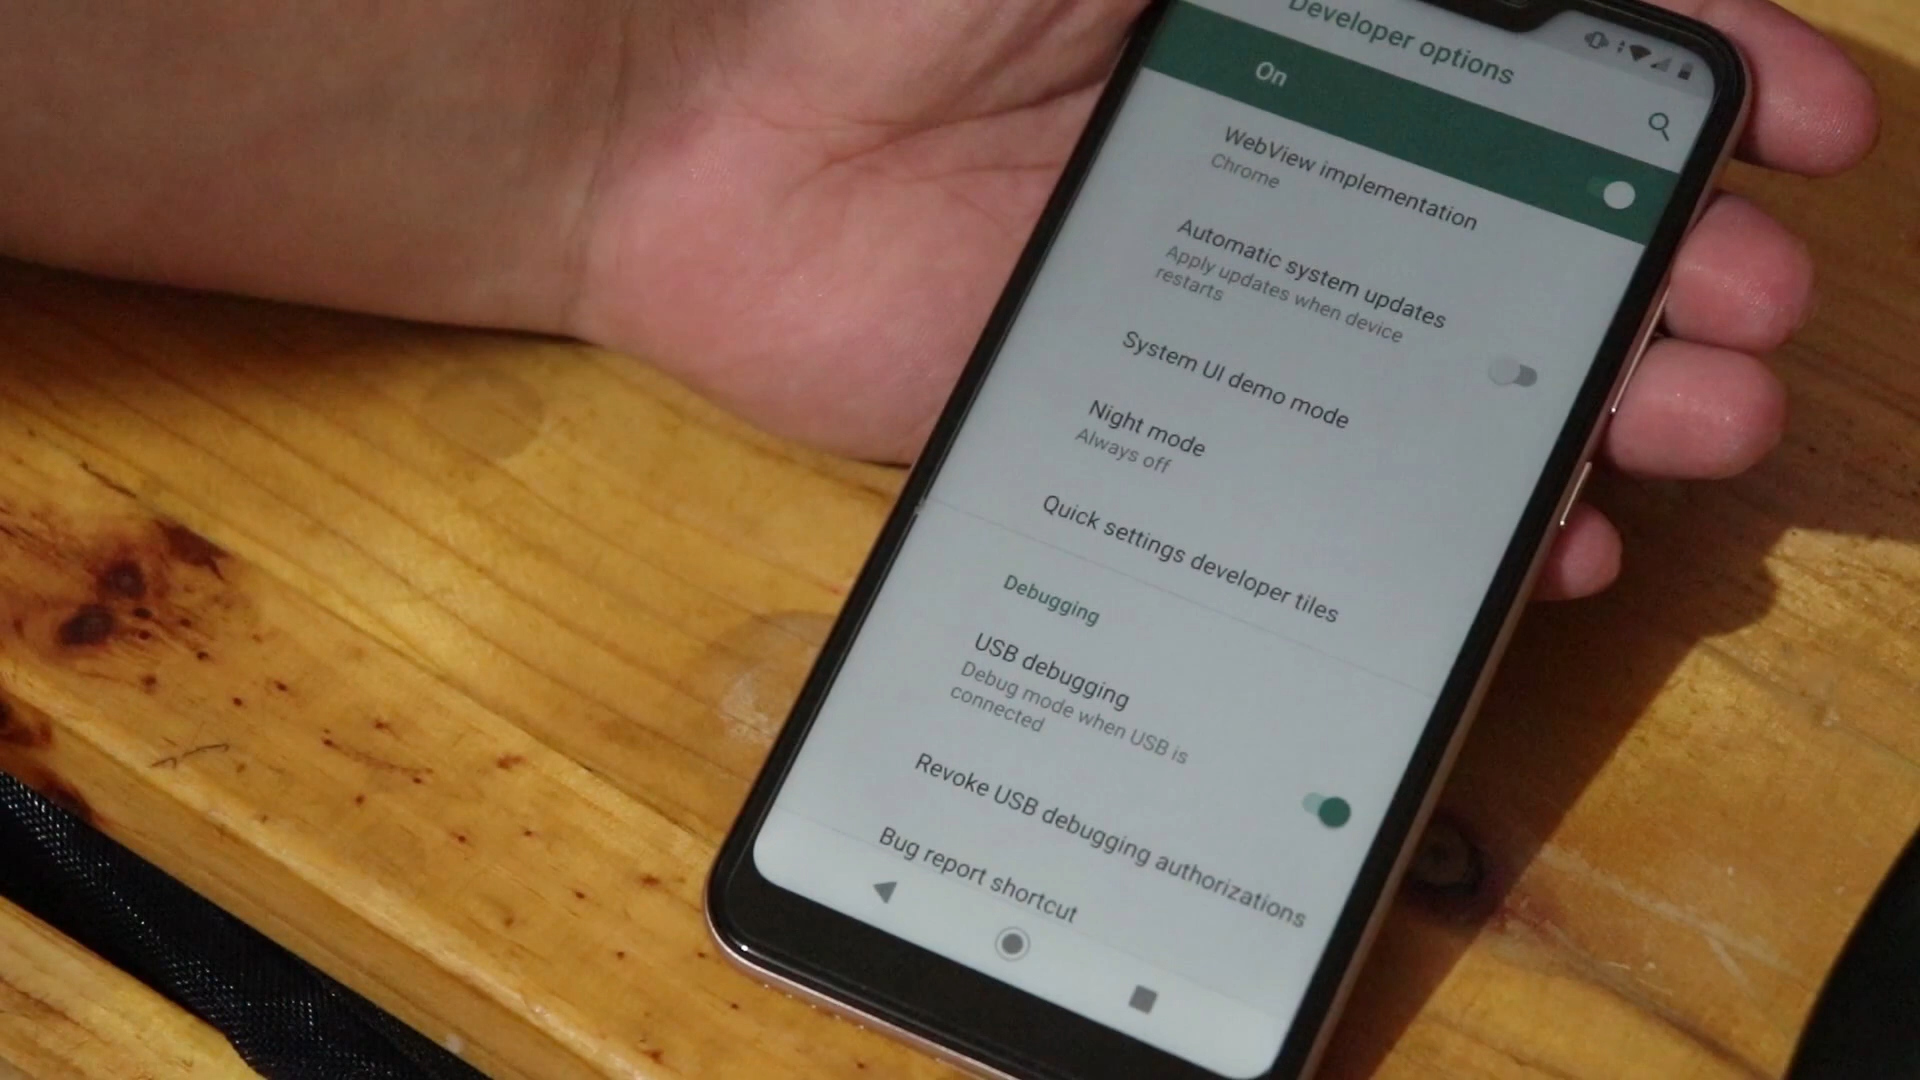 Developer options
On
WebView implementation
Chrome
Automatic system updates
Apply updates when device
restarts
System UI demo mode
Night mode
Always off
Quick settings developer tiles
Debugging
USB debugging
Debug mode when USB is
connected
Revoke USB debugging authorizations
Bug report shortcut